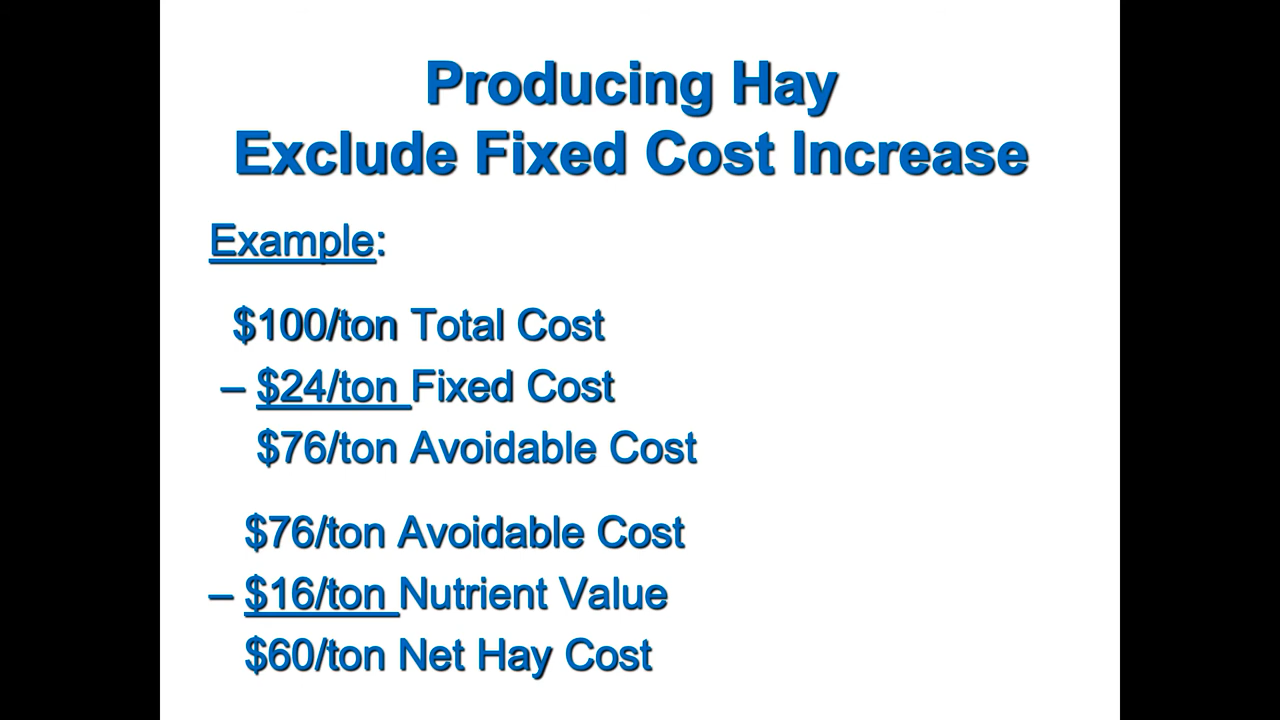 Producing Hay
Exclude Fixed Cost Increase
Example:
$100/ton Total Cost
– $24/ton Fixed Cost
$76/ton Avoidable Cost
$76/ton Avoidable Cost
– $16/ton Nutrient Value
$60/ton Net Hay Cost